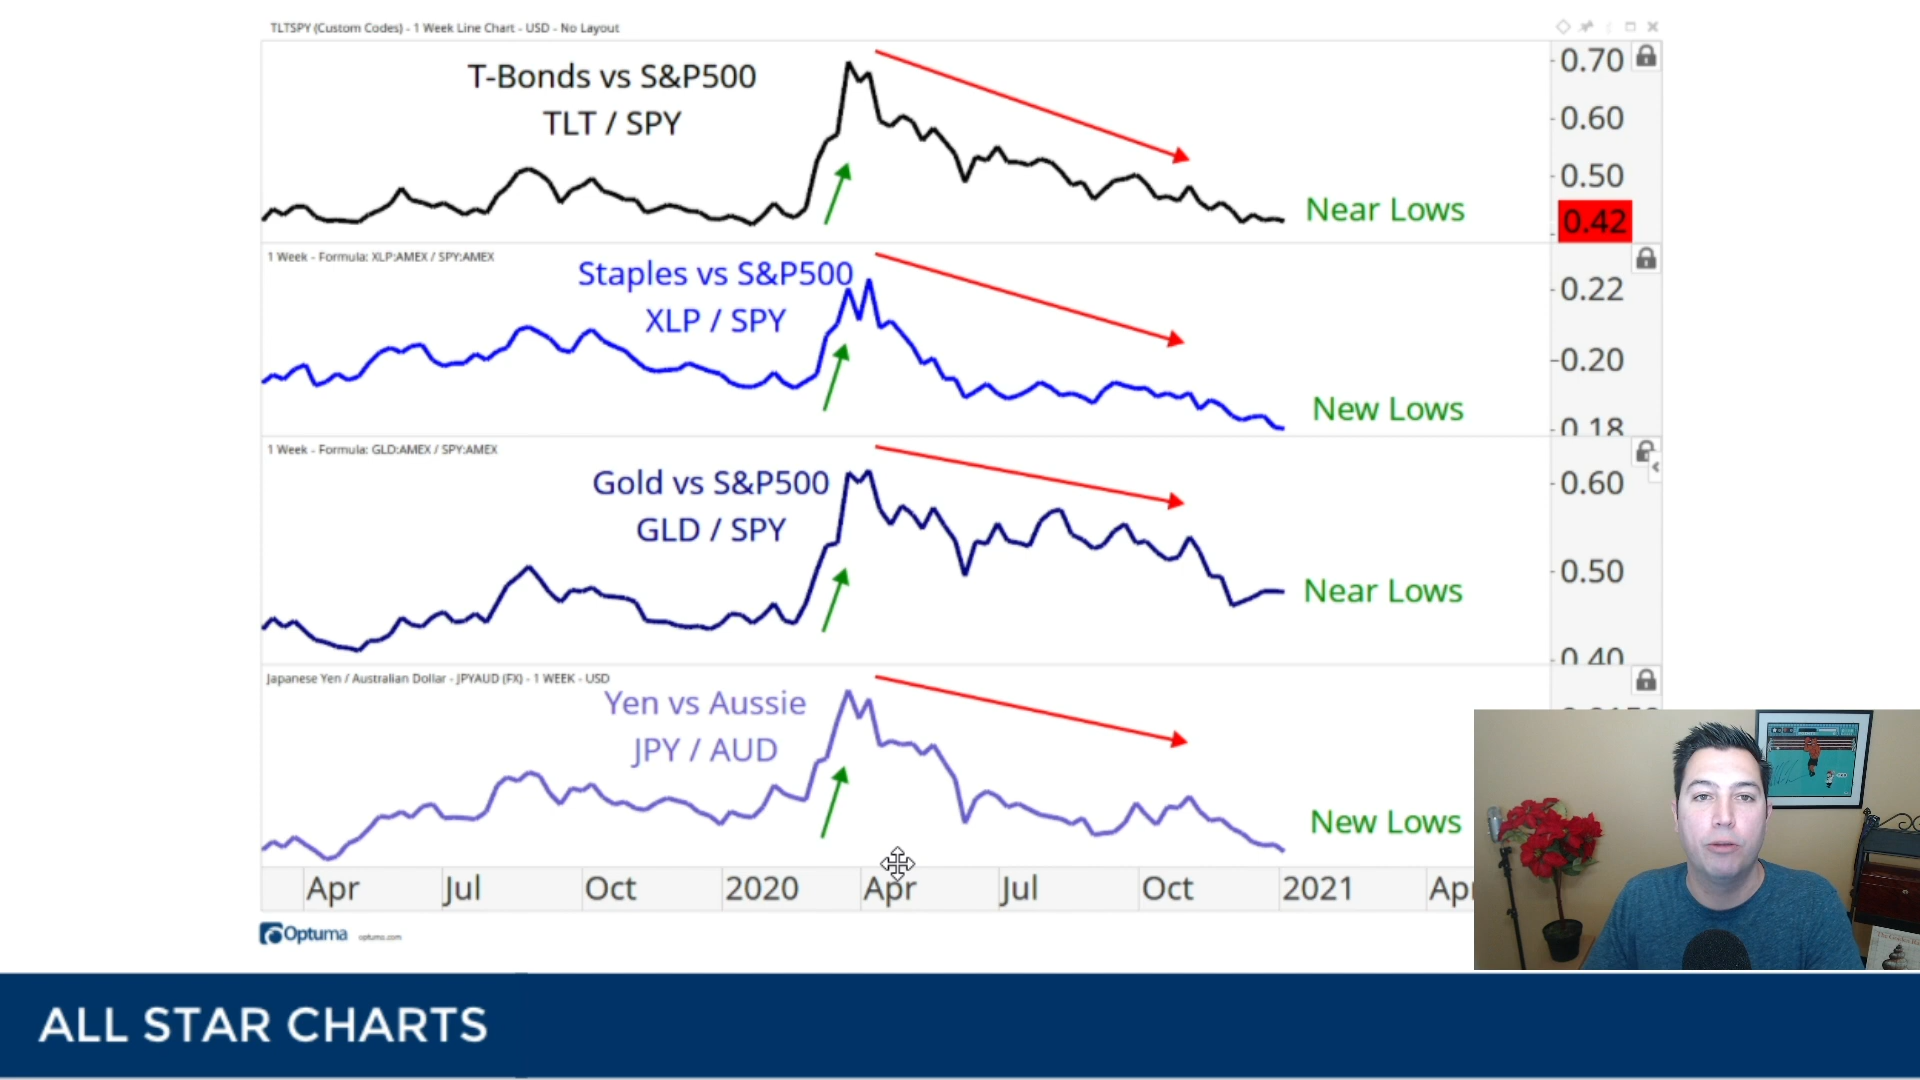 TLTSPY (Custom Codes) - 1 Week Line Chart - USD - No Layout
T-Bonds vs S&P500
TLT / SPY
0.70
0.60
0.50
0.42
Near Lows
1 Week - Formula: XLP:AMEX / SPY:AMEX
Staples vs S&P500
XLP / SPY
0.22
0.20
0.18
New Lows
1 Week - Formula: GLD:AMEX / SPY:AMEX
Gold vs S&P500
GLD / SPY
0.60
0.50
0.40
Near Lows
Japanese Yen / Australian Dollar - JPYAUD (FX) - 1 WEEK - USD
Yen vs Aussie
JPY / AUD
New Lows
Apr Jul Oct 2020 Apr Jul Oct 2021
Optuma optuma.com
ALL STAR CHARTS